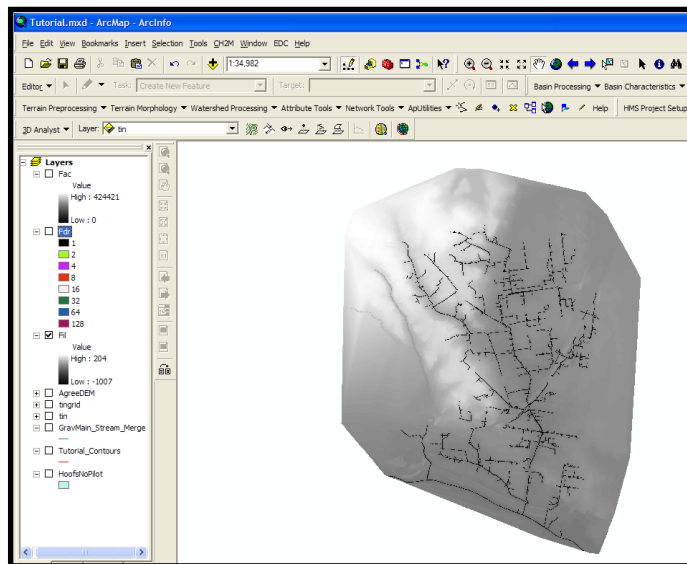 Tutorial.mxd - ArcMap - ArcInfo
File Edit View Bookmarks Insert Selection Tools CH2M Window EDC Help
1:34,982
Editor Task: Create New Feature Target: Basin Processing Basin Characteristics
Terrain Preprocessing Terrain Morphology Watershed Processing Attribute Tools Network Tools ApUtilities Help HMS Project Setup
3D Analyst Layer: tin
Layers
Fac
Value
High : 424421
Low : 0
Fdr
1
2
4
8
16
32
64
128
Fil
Value
High : 204
Low : -1007
AgreeDEM
tingrid
tin
GravMain_Stream_Merge
Tutorial_Contours
HoofsNoPilot